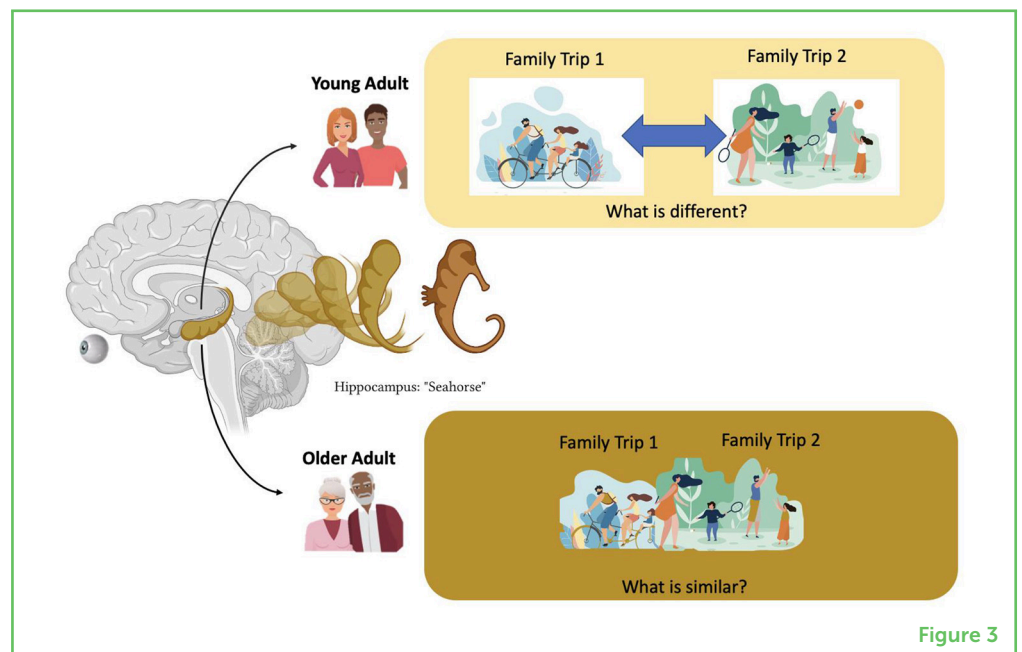 Family Trip 1
Family Trip 2
Young Adult
What is different?
Hippocampus: "Seahorse"
Older Adult
Family Trip 1
Family Trip 2
What is similar?
Figure 3